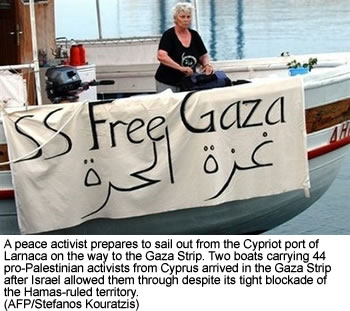 SS Free Gaza
غزة الحرة
A peace activist prepares to sail out from the Cypriot port of
Larnaca on the way to the Gaza Strip. Two boats carrying 44
pro-Palestinian activists from Cyprus arrived in the Gaza Strip
after Israel allowed them through despite its tight blockade of
the Hamas-ruled territory.
(AFP/Stefanos Kouratzis)